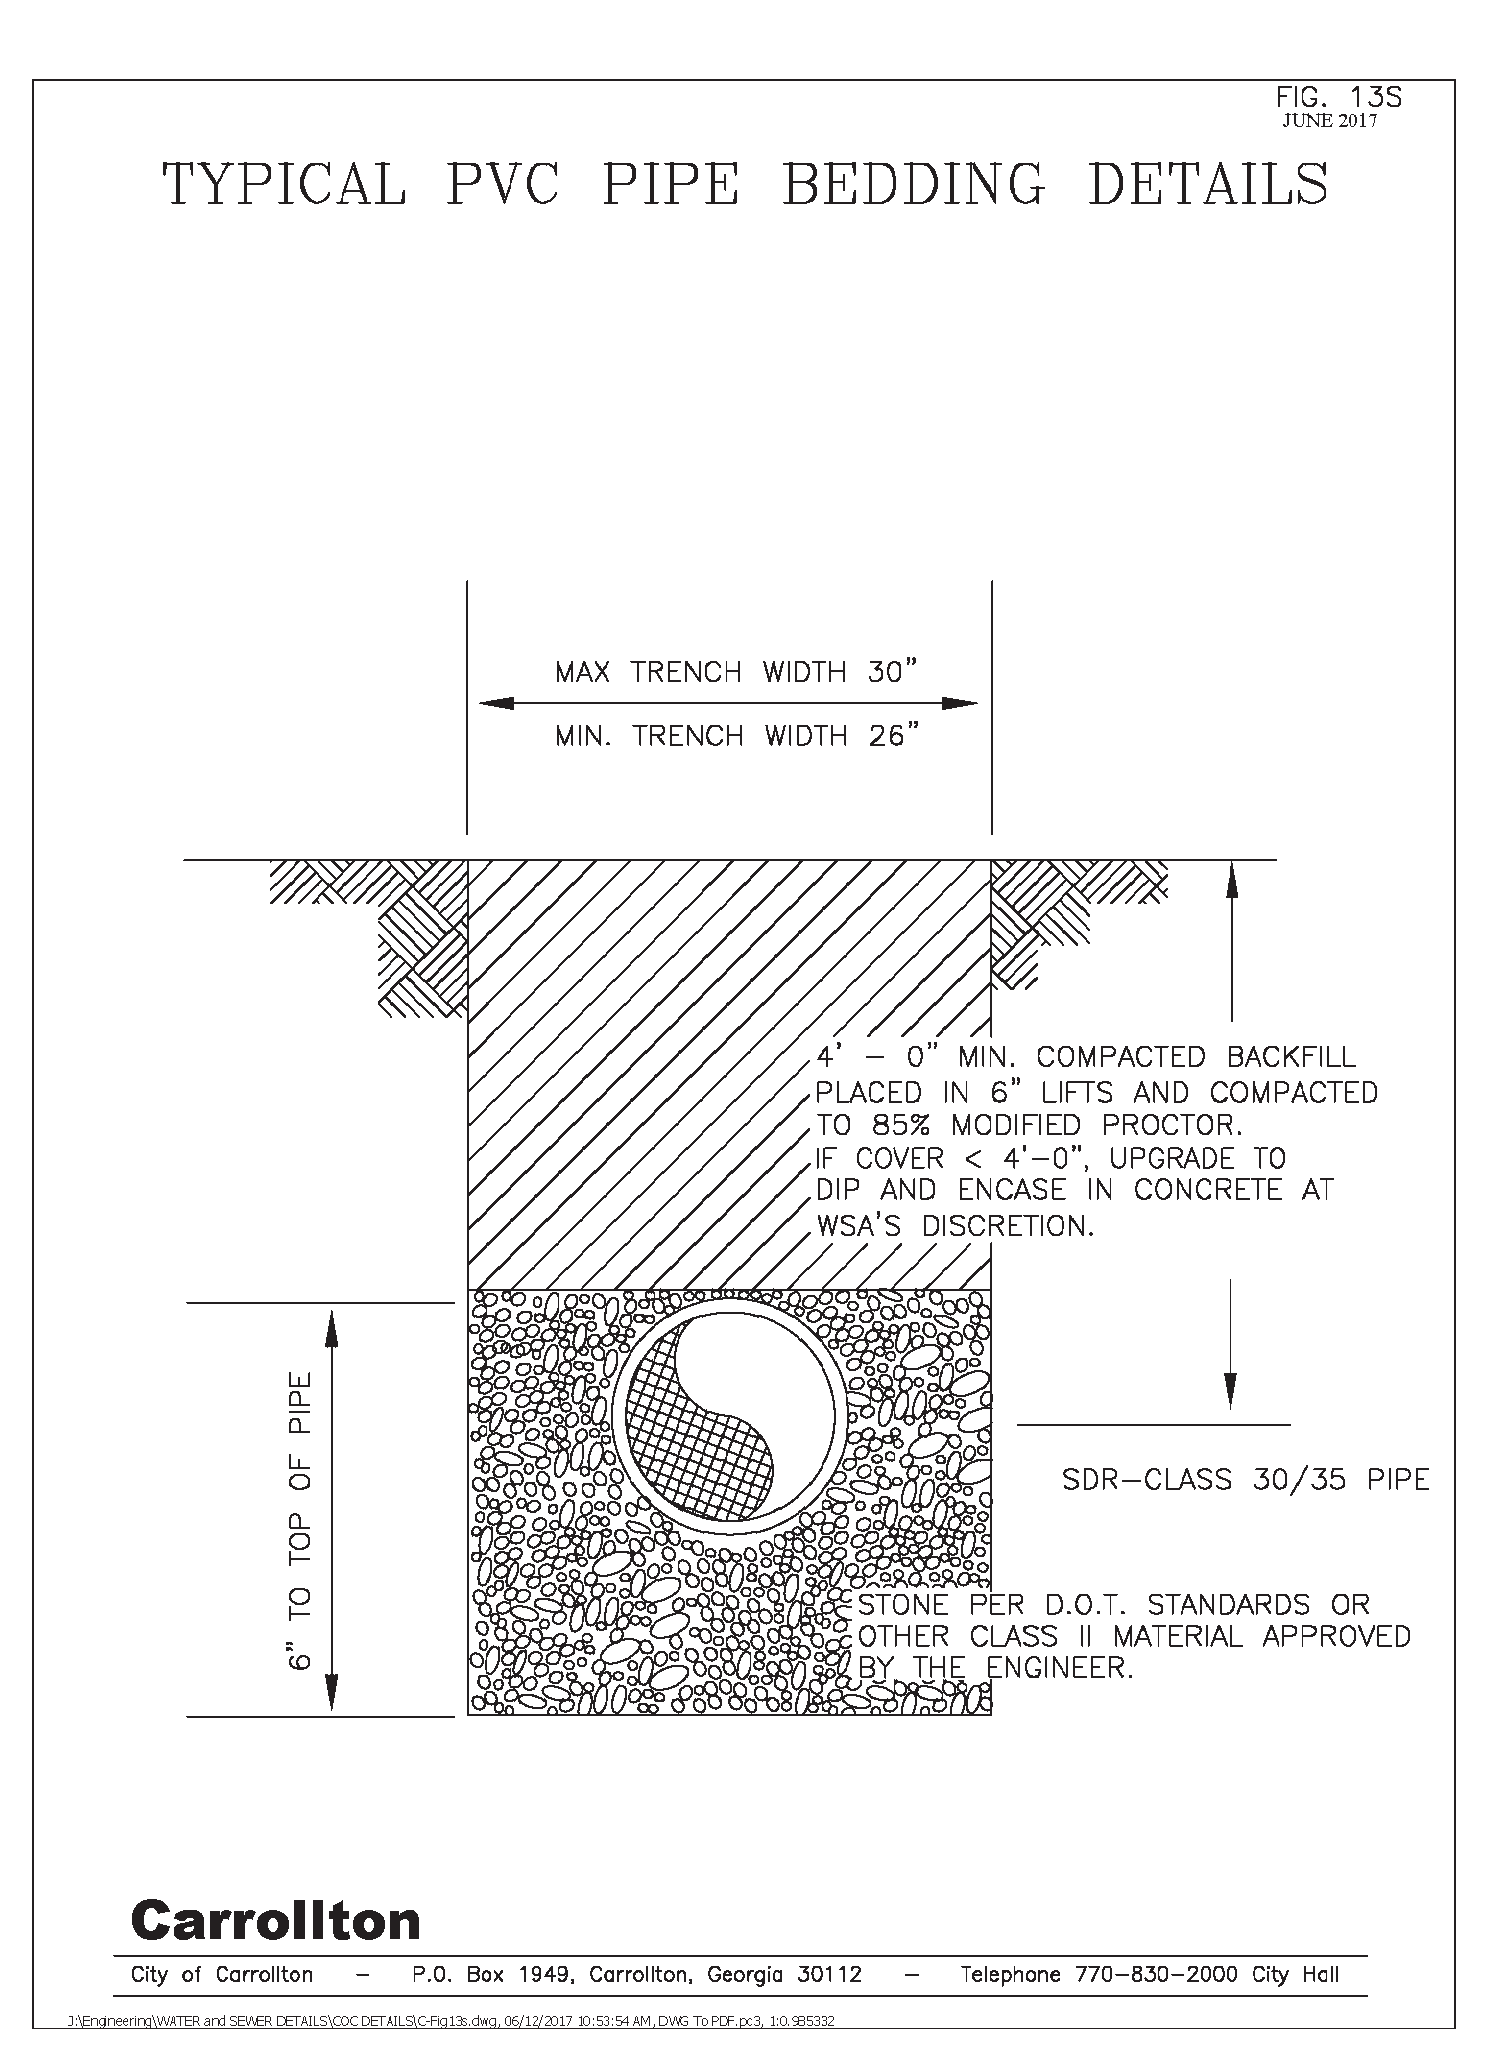 FIG. 13S
JUNE 2017
TYPICAL PVC PIPE BEDDING DETAILS
MAX TRENCH WIDTH 30"
MIN. TRENCH WIDTH 26"
4' - 0" MIN. COMPACTED BACKFILL
PLACED IN 6" LIFTS AND COMPACTED
TO 85% MODIFIED PROCTOR.
IF COVER < 4'-0", UPGRADE TO
DIP AND ENCASE IN CONCRETE AT
WSA'S DISCRETION.
6" TO TOP OF PIPE
SDR-CLASS 30/35 PIPE
STONE PER D.O.T. STANDARDS OR
OTHER CLASS II MATERIAL APPROVED
BY THE ENGINEER.
Carrollton
City of Carrollton - P.O. Box 1949, Carrollton, Georgia 30112 - Telephone 770-830-2000 City Hall
J:\Engineering\WATER and SEWER DETAILS\COC DETAILS\C-Fig13s.dwg, 06/12/2017 10:53:54 AM, DWG To PDF.pc3, 1:0.985332